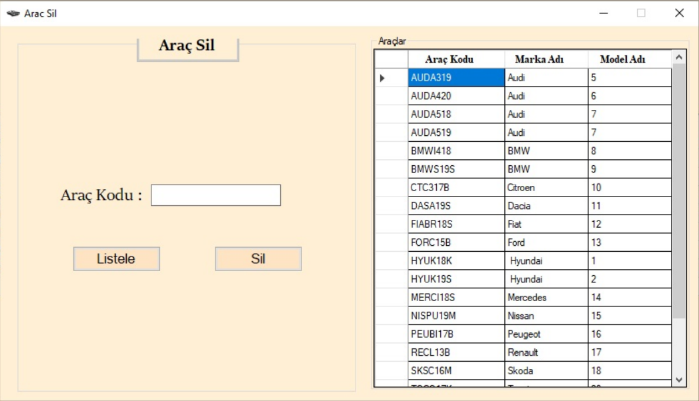 Arac Sil
Araç Sil
Araç Kodu :
Listele Sil
Araçlar
Araç Kodu Marka Adı Model Adı
AUDA319 Audi 5
AUDA420 Audi 6
AUDA518 Audi 7
AUDA519 Audi 7
BMWI418 BMW 8
BMWS19S BMW 9
CTC317B Citroen 10
DASA19S Dacia 11
FIABR18S Fiat 12
FORC15B Ford 13
HYUK18K Hyundai 1
HYUK19S Hyundai 2
MERCI18S Mercedes 14
NISPU19M Nissan 15
PEUBI17B Peugeot 16
RECL13B Renault 17
SKSC16M Skoda 18